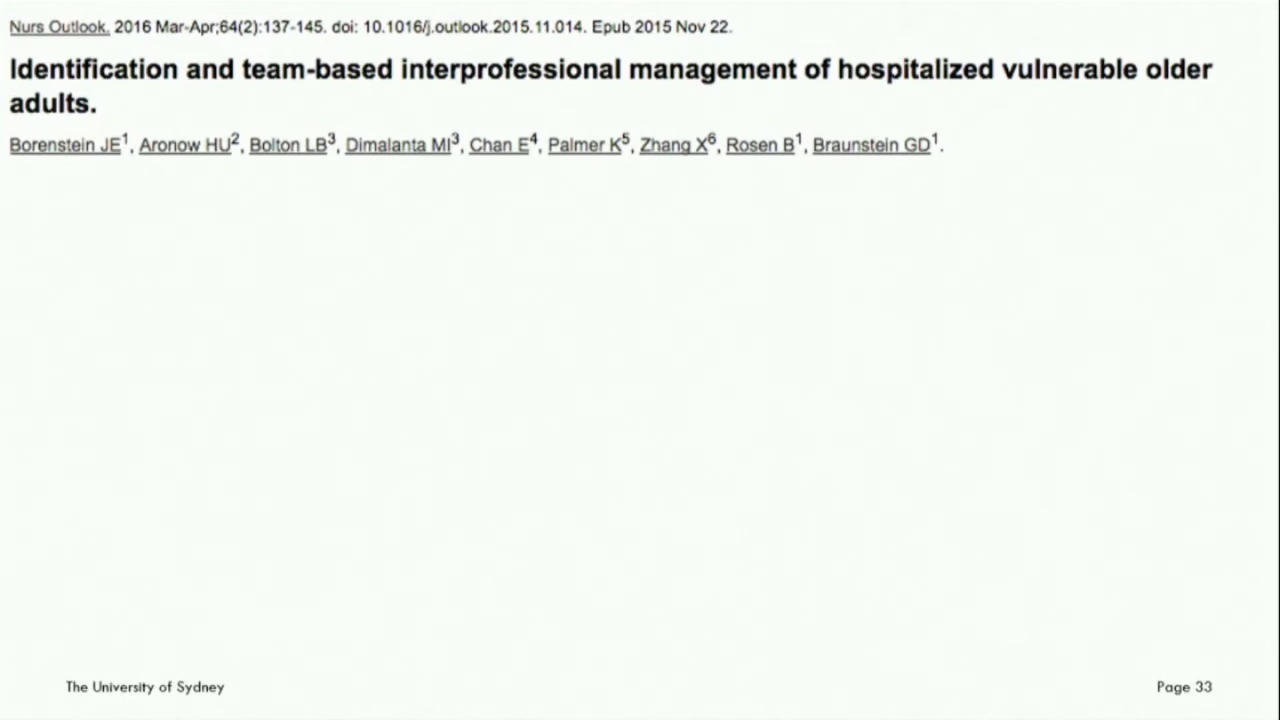 Nurs Outlook. 2016 Mar-Apr;64(2):137-145. doi: 10.1016/j.outlook.2015.11.014. Epub 2015 Nov 22.
Identification and team-based interprofessional management of hospitalized vulnerable older
adults.
Borenstein JE1, Aronow HU2, Bolton LB3, Dimalanta MI3, Chan E4, Palmer K5, Zhang X6, Rosen B1, Braunstein GD1.
The University of Sydney
Page 33